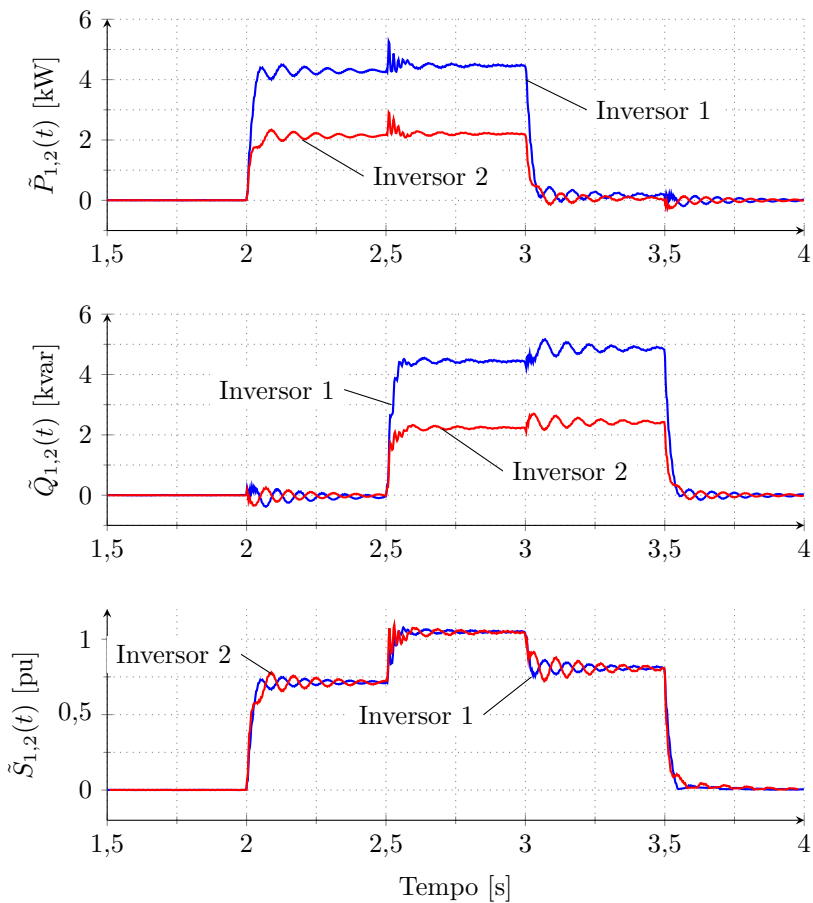 6
4
2
0
P̃1,2(t) [kW]
Inversor 1
Inversor 2
1,5 2 2,5 3 3,5 4
6
4
2
0
Q̃1,2(t) [kvar]
Inversor 1
Inversor 2
1,5 2 2,5 3 3,5 4
1
0,5
0
S̃1,2(t) [pu]
Inversor 2
Inversor 1
1,5 2 2,5 3 3,5 4
Tempo [s]